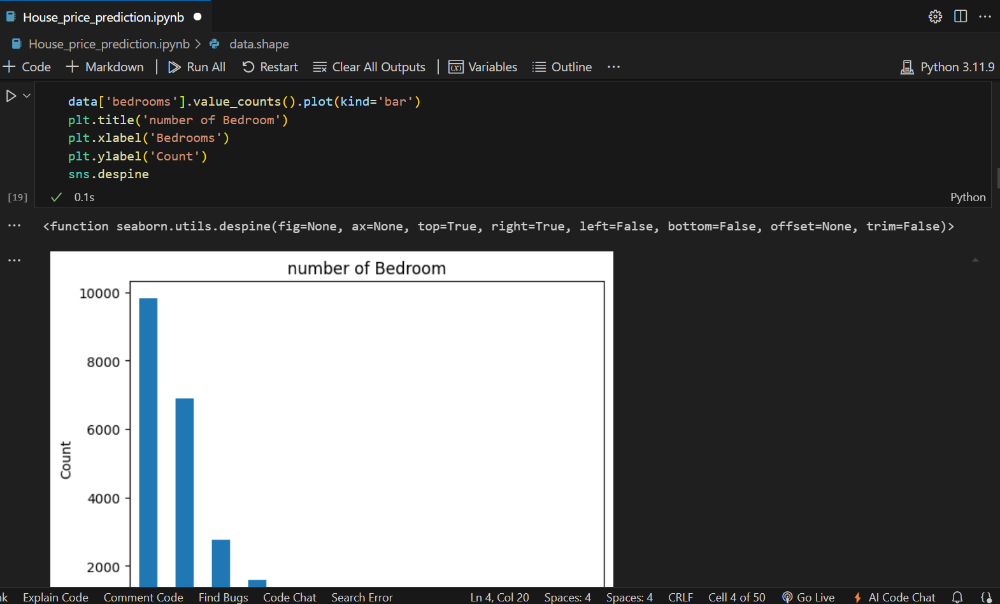 House_price_prediction.ipynb
House_price_prediction.ipynb > data.shape
Code Markdown Run All Restart Clear All Outputs Variables Outline ... Python 3.11.9
data['bedrooms'].value_counts().plot(kind='bar')
plt.title('number of Bedroom')
plt.xlabel('Bedrooms')
plt.ylabel('Count')
sns.despine
[19] 0.1s Python
<function seaborn.utils.despine(fig=None, ax=None, top=True, right=True, left=False, bottom=False, offset=None, trim=False)>
number of Bedroom
10000
8000
6000
Count
4000
2000
nk Explain Code Comment Code Find Bugs Code Chat Search Error Ln 4, Col 20 Spaces: 4 Spaces: 4 CRLF Cell 4 of 50 Go Live AI Code Chat